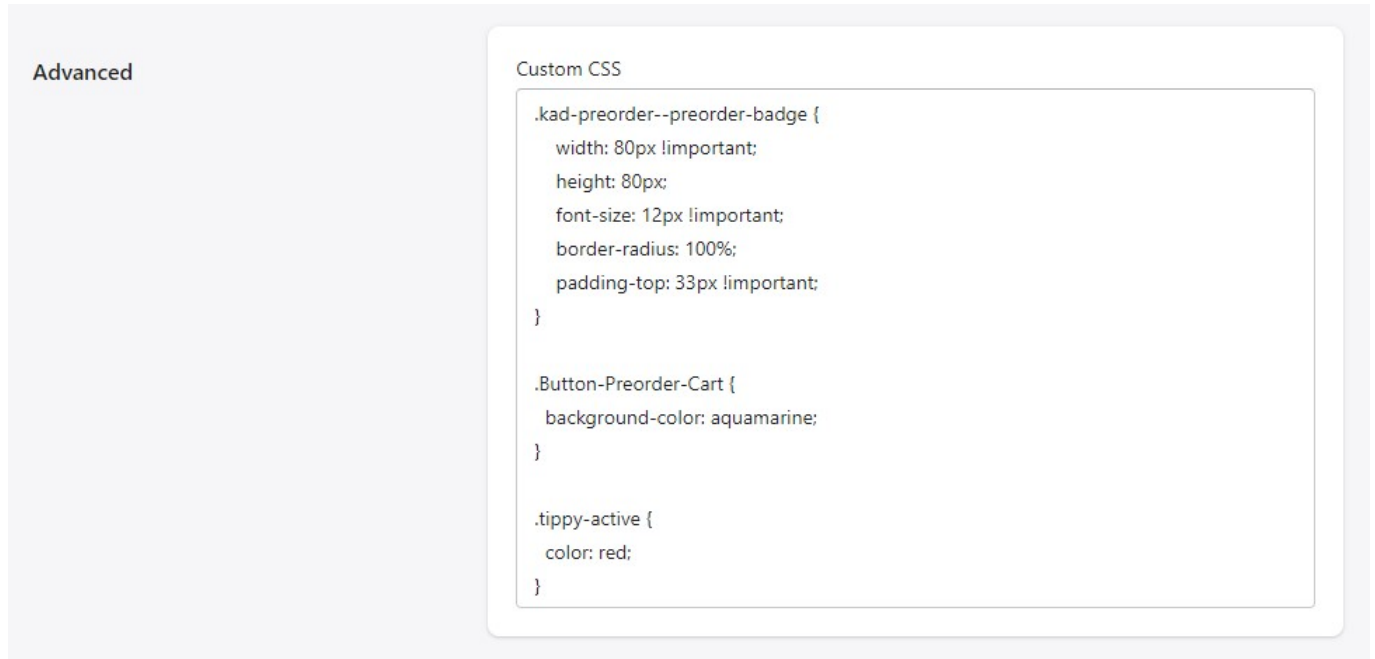 Advanced
Custom CSS
.kad-preorder--preorder-badge {
width: 80px !important;
height: 80px;
font-size: 12px !important;
border-radius: 100%;
padding-top: 33px !important;
}
.Button-Preorder-Cart {
background-color: aquamarine;
}
.tippy-active {
color: red;
}